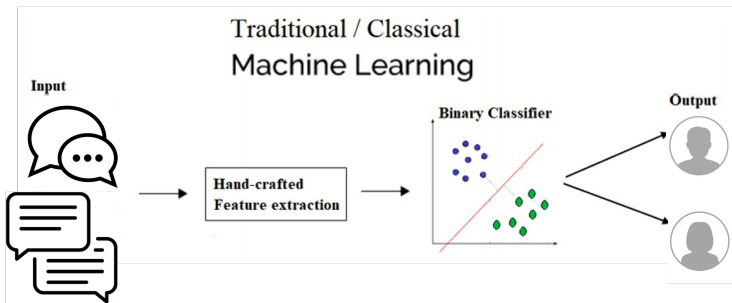 Traditional / Classical
Machine Learning
Input
Hand-crafted
Feature extraction
Binary Classifier
Output